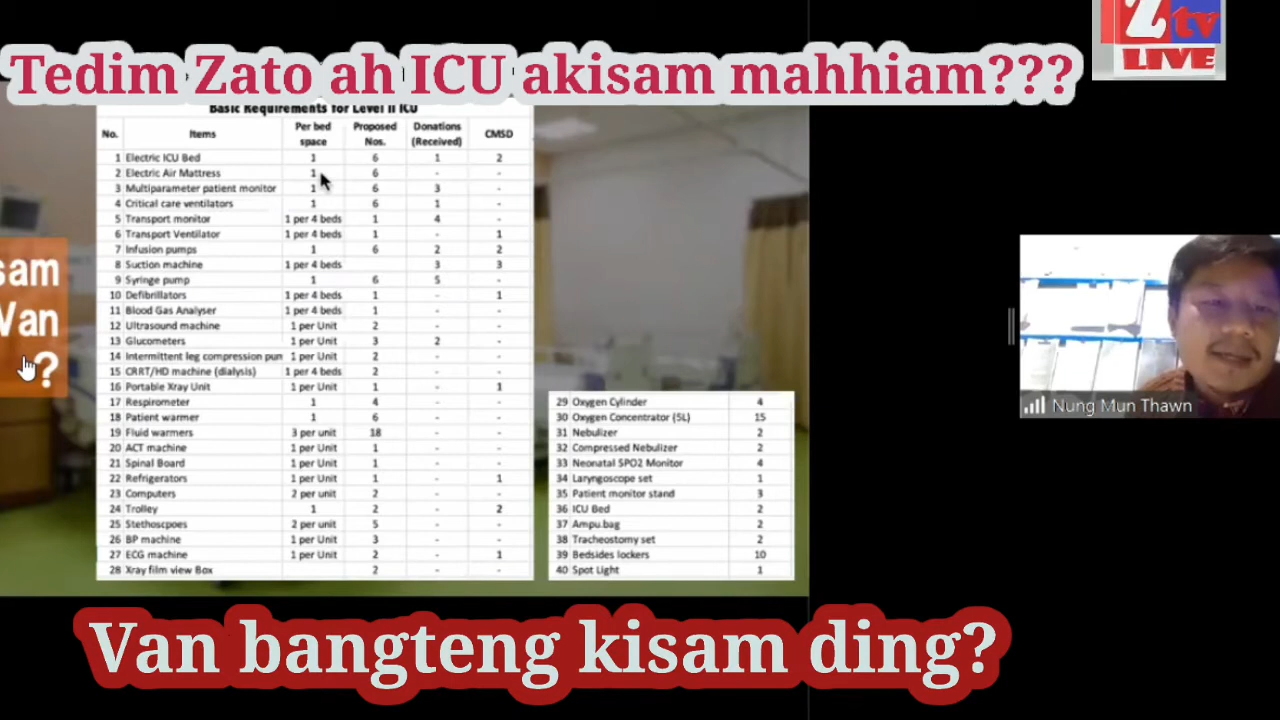 Z tv
LIVE
Tedim Zato ah ICU akisam mahhiam???
Basic Requirements for Level II ICU
No. Items Per bed space Proposed Nos. Donations (Received) CMSD
1 Electric ICU Bed 1 6 1 2
2 Electric Air Mattress 1 6 - -
3 Multiparameter patient monitor 1 6 3 -
4 Critical care ventilators 1 6 1 -
5 Transport monitor 1 per 4 beds 1 4 -
6 Transport Ventilator 1 per 4 beds 1 - 1
7 Infusion pumps 1 6 2 2
8 Suction machine 1 per 4 beds 3 3
9 Syringe pump 1 6 5 -
10 Defibrillators 1 per 4 beds 1 - 1
11 Blood Gas Analyser 1 per 4 beds 1 - -
12 Ultrasound machine 1 per Unit 2 - -
13 Glucometers 1 per Unit 3 2 -
14 Intermittent leg compression pun 1 per Unit 2 - -
15 CRRT/HD machine (dialysis) 1 per 4 beds 2 - -
16 Portable Xray Unit 1 per Unit 1 - 1
17 Respirometer 1 4 - -
18 Patient warmer 1 6 - -
19 Fluid warmers 3 per unit 18 - -
20 ACT machine 1 per Unit 1 - -
21 Spinal Board 1 per Unit 1 - -
22 Refrigerators 1 per Unit 1 - 1
23 Computers 2 per unit 2 - -
24 Trolley 1 2 - 2
25 Stethoscpoes 2 per unit 5 - -
26 BP machine 1 per Unit 3 - -
27 ECG machine 1 per Unit 2 - 1
28 Xray film view Box 2 - -
29 Oxygen Cylinder 4
30 Oxygen Concentrator (5L) 15
31 Nebulizer 2
32 Compressed Nebulizer 2
33 Neonatal SPO2 Monitor 4
34 Laryngoscope set 1
35 Patient monitor stand 3
36 ICU Bed 2
37 Ampu.bag 2
38 Tracheostomy set 2
39 Bedsides lockers 10
40 Spot Light 1
sam
Van
?
Nung Mun Thawn
Van bangteng kisam ding?